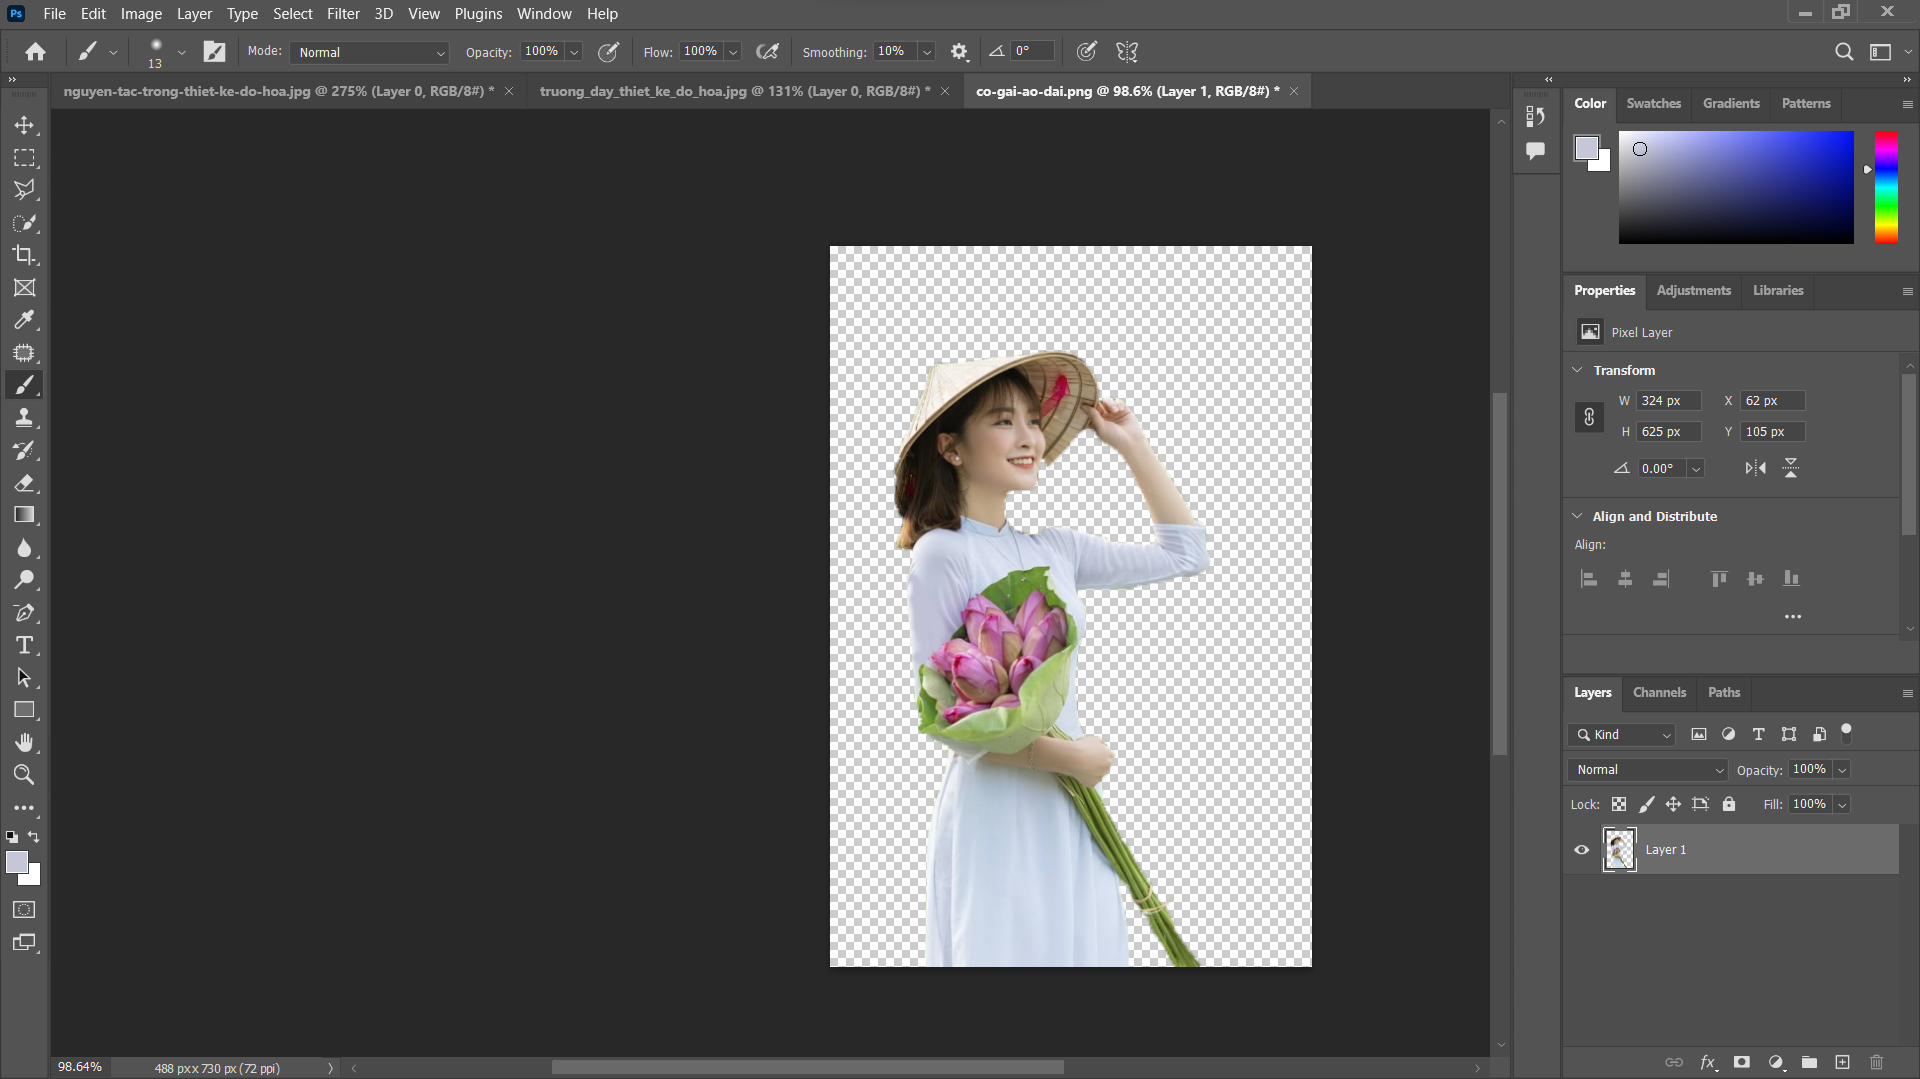 Ps File Edit Image Layer Type Select Filter 3D View Plugins Window Help
13 Mode: Normal Opacity: 100% Flow: 100% Smoothing: 10% 0°
nguyen-tac-trong-thiet-ke-do-hoa.jpg @ 275% (Layer 0, RGB/8#) * truong_day_thiet_ke_do_hoa.jpg @ 131% (Layer 0, RGB/8#) * co-gai-ao-dai.png @ 98.6% (Layer 1, RGB/8#) *
Color Swatches Gradients Patterns
Properties Adjustments Libraries
Pixel Layer
Transform
W 324 px X 62 px
H 625 px Y 105 px
0.00°
Align and Distribute
Align:
Layers Channels Paths
Kind
Normal Opacity: 100%
Lock: Fill: 100%
Layer 1
fx
98.64% 488 px x 730 px (72 ppi)